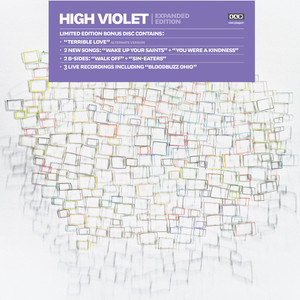 HIGH VIOLET EXPANDED EDITION
4AD
LIMITED EDITION BONUS DISC CONTAINS:
· "TERRIBLE LOVE"
· 2 NEW SONGS: "WAKE UP YOUR SAINTS" + "YOU WERE A KINDNESS"
· 2 B-SIDES: "WALK OFF" + "SIN-EATERS"
· 3 LIVE RECORDINGS INCLUDING "BLOODBUZZ OHIO"